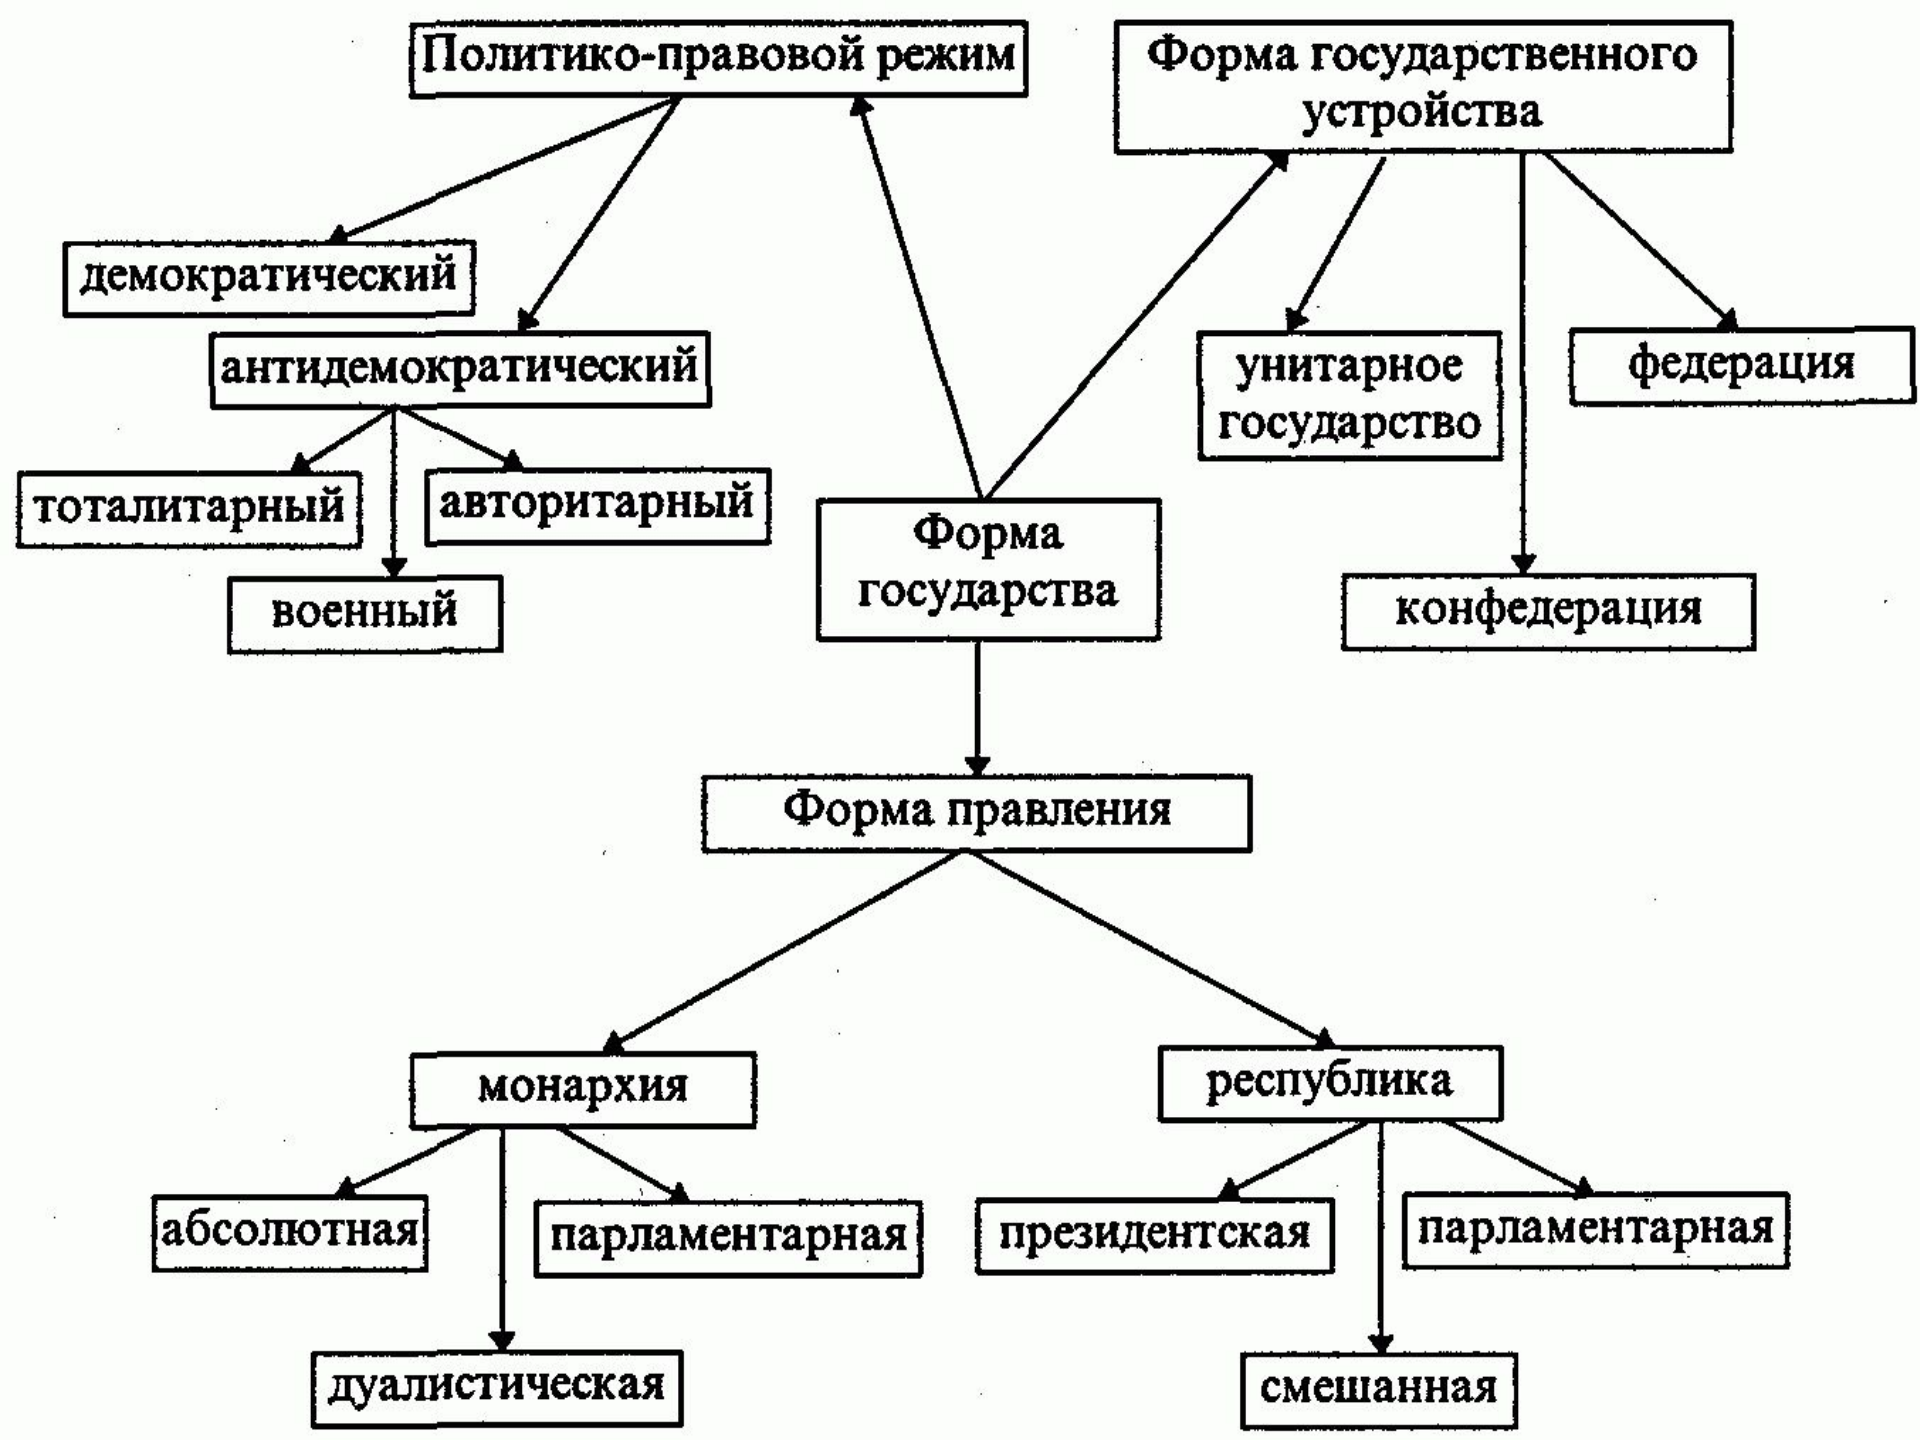 Политико-правовой режим
Форма государственного
устройства
демократический
антидемократический
унитарное
государство
федерация
тоталитарный
авторитарный
военный
Форма
государства
конфедерация
Форма правления
монархия
республика
абсолютная
парламентарная
президентская
парламентарная
дуалистическая
смешанная